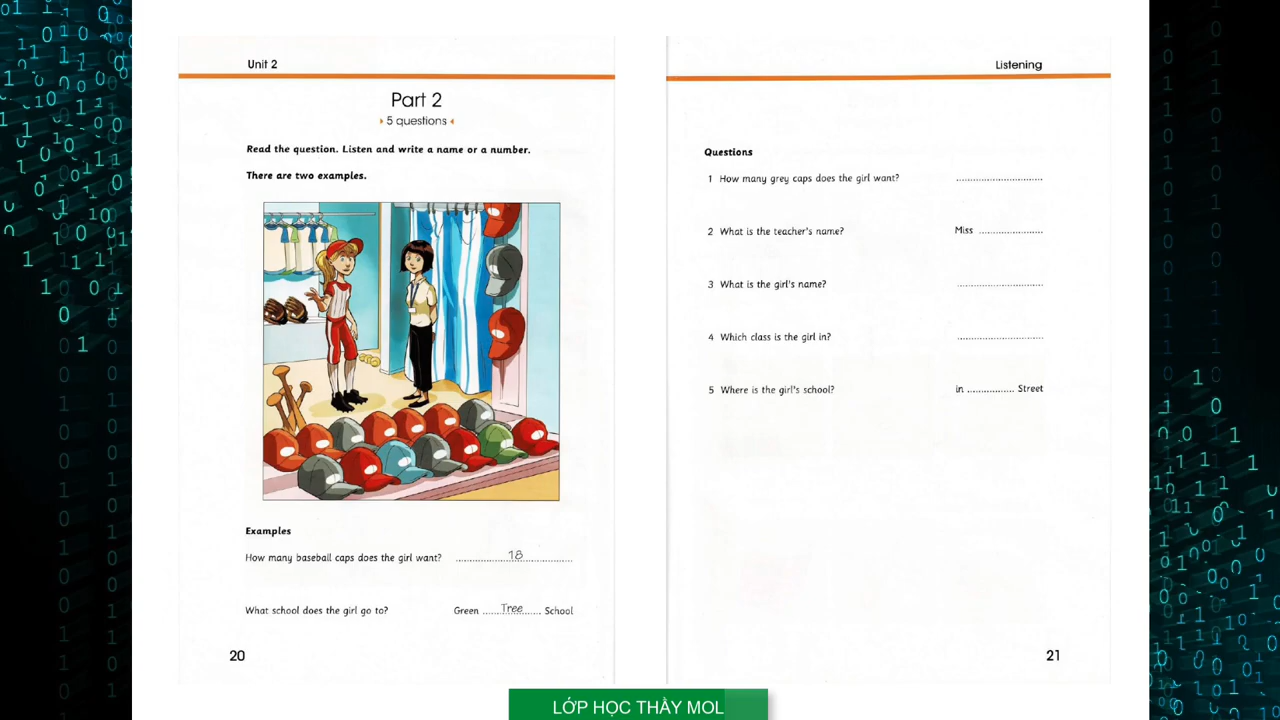 Unit 2
Part 2
5 questions
Read the question. Listen and write a name or a number.
There are two examples.
Examples
How many baseball caps does the girl want? 18
What school does the girl go to? Green Tree School
20
Listening
Questions
1 How many grey caps does the girl want? ..............................
2 What is the teacher's name? Miss ......................
3 What is the girl's name? ..............................
4 Which class is the girl in? ..............................
5 Where is the girl's school? in ................ Street
21
LỚP HỌC THẦY MOL